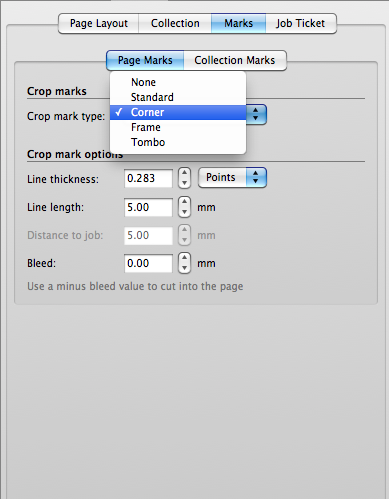 Page Layout Collection Marks Job Ticket
Page Marks Collection Marks
Crop marks
None
Standard
Crop mark type: ✓ Corner
Frame
Tombo
Crop mark options
Line thickness: 0.283 Points
Line length: 5.00 mm
Distance to job: 5.00 mm
Bleed: 0.00 mm
Use a minus bleed value to cut into the page